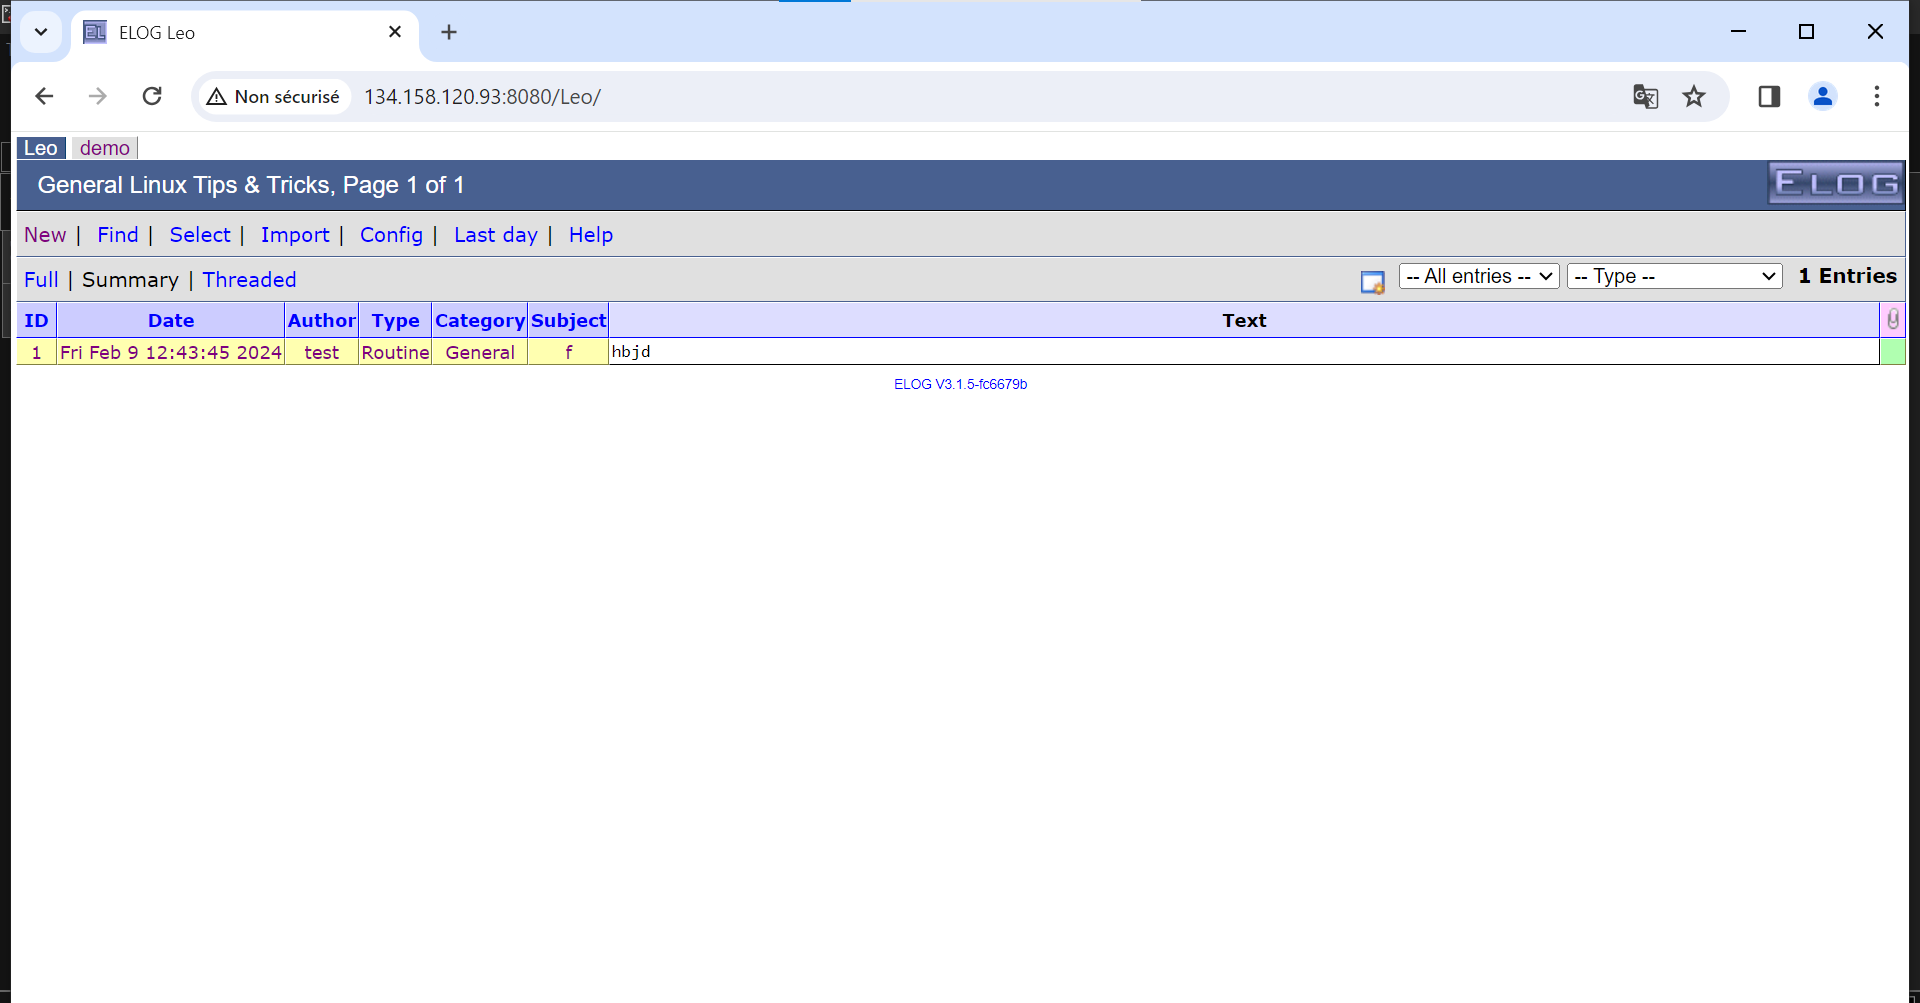 ELOG Leo
Non sécurisé 134.158.120.93:8080/Leo/
Leo demo
General Linux Tips & Tricks, Page 1 of 1 ELOG
New | Find | Select | Import | Config | Last day | Help
Full | Summary | Threaded -- All entries -- -- Type -- 1 Entries
ID Date Author Type Category Subject Text
1 Fri Feb 9 12:43:45 2024 test Routine General f hbjd
ELOG V3.1.5-fc6679b